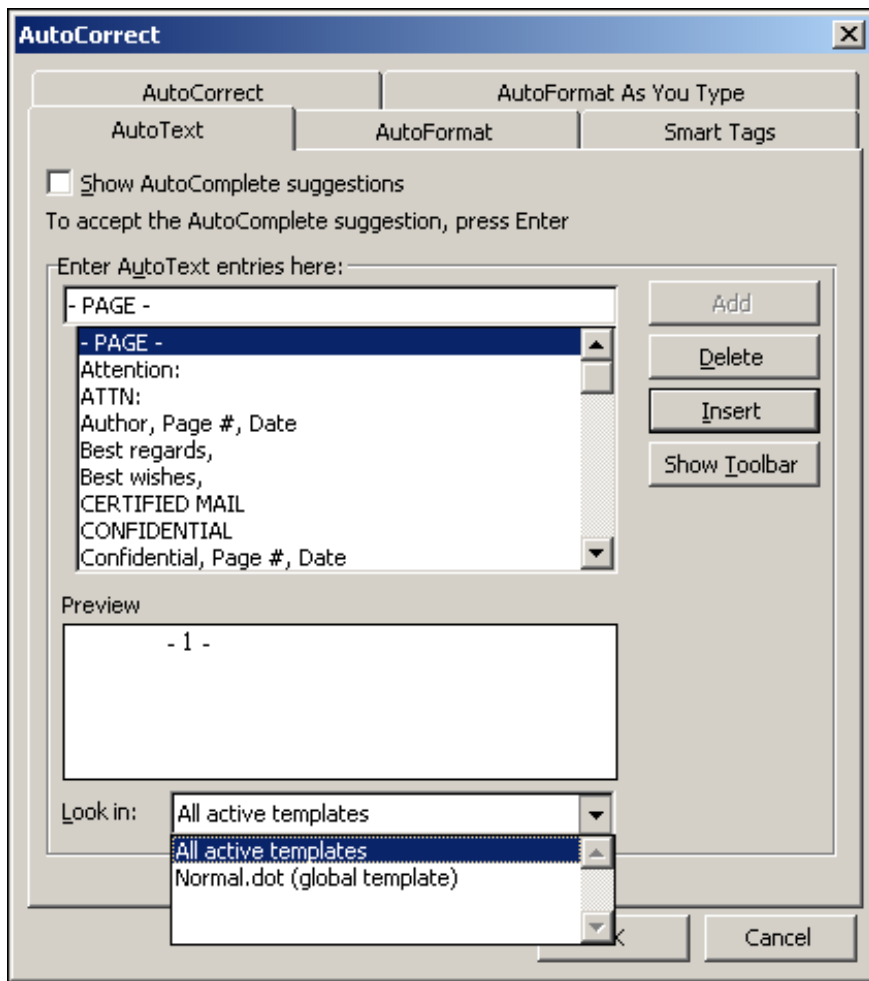 AutoCorrect
AutoCorrect AutoFormat As You Type
AutoText AutoFormat Smart Tags
Show AutoComplete suggestions
To accept the AutoComplete suggestion, press Enter
Enter AutoText entries here:
- PAGE - Add
- PAGE -
Attention: Delete
ATTN:
Author, Page #, Date Insert
Best regards,
Best wishes, Show Toolbar
CERTIFIED MAIL
CONFIDENTIAL
Confidential, Page #, Date
Preview
- 1 -
Look in: All active templates
All active templates
Normal.dot (global template)
Cancel